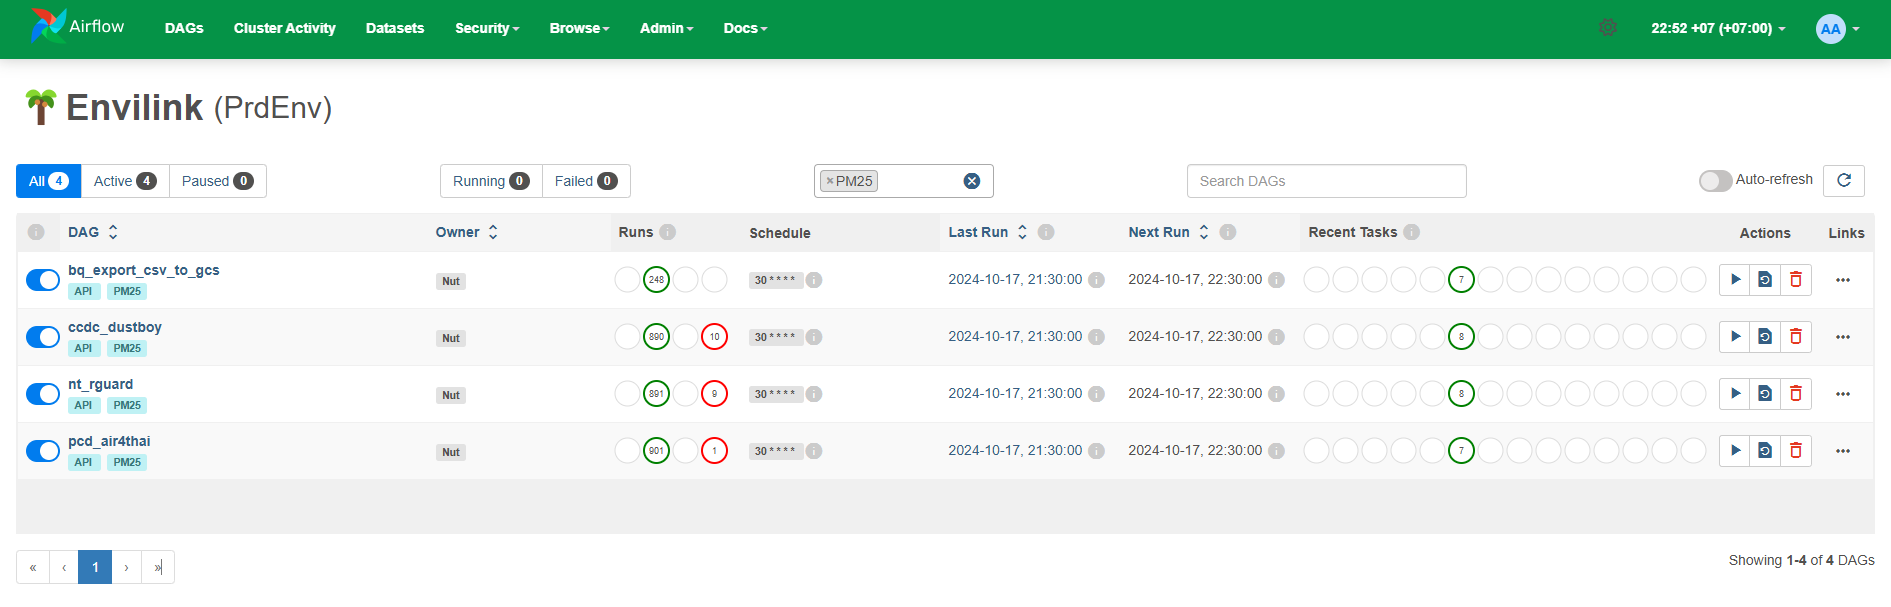 Airflow DAGs Cluster Activity Datasets Security Browse Admin Docs 22:52 +07 (+07:00) AA
Envilink (PrdEnv)
All 4 Active 4 Paused 0 Running 0 Failed 0 × PM25 Search DAGs Auto-refresh
DAG Owner Runs Schedule Last Run Next Run Recent Tasks Actions Links
bq_export_csv_to_gcs
API PM25 Nut 248 30 * * * * 2024-10-17, 21:30:00 2024-10-17, 22:30:00 7
ccdc_dustboy
API PM25 Nut 890 10 30 * * * * 2024-10-17, 21:30:00 2024-10-17, 22:30:00 8
nt_rguard
API PM25 Nut 891 9 30 * * * * 2024-10-17, 21:30:00 2024-10-17, 22:30:00 8
pcd_air4thai
API PM25 Nut 901 1 30 * * * * 2024-10-17, 21:30:00 2024-10-17, 22:30:00 7
« ‹ 1 › » Showing 1-4 of 4 DAGs